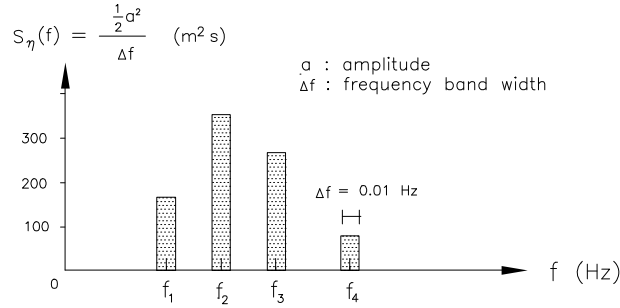 S_η(f) = ½a² / Δf (m² s)
a : amplitude
Δf : frequency band width
300
200
100
0
Δf = 0.01 Hz
f₁ f₂ f₃ f₄
f (Hz)